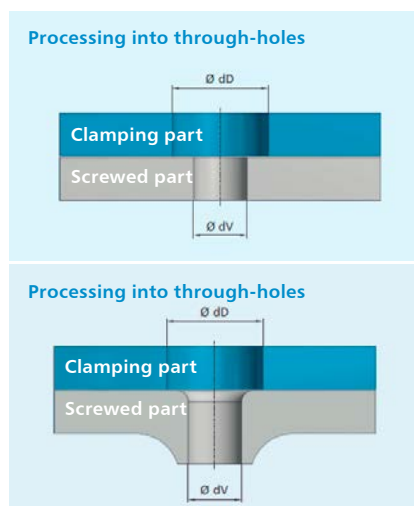 Processing into through-holes
Ø dD
Clamping part
Screwed part
Ø dV
Processing into through-holes
Ø dD
Clamping part
Screwed part
Ø dV